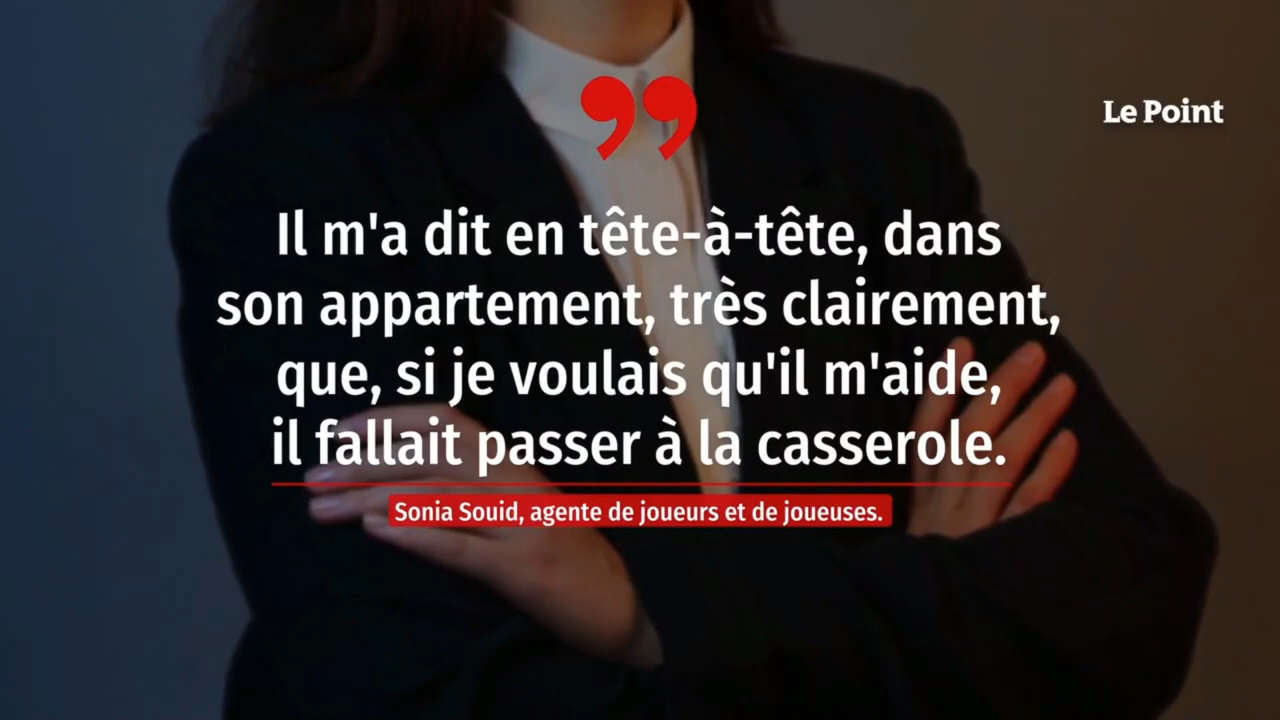 Le Point
”
Il m'a dit en tête-à-tête, dans
son appartement, très clairement,
que, si je voulais qu'il m'aide,
il fallait passer à la casserole.
Sonia Souid, agente de joueurs et de joueuses.